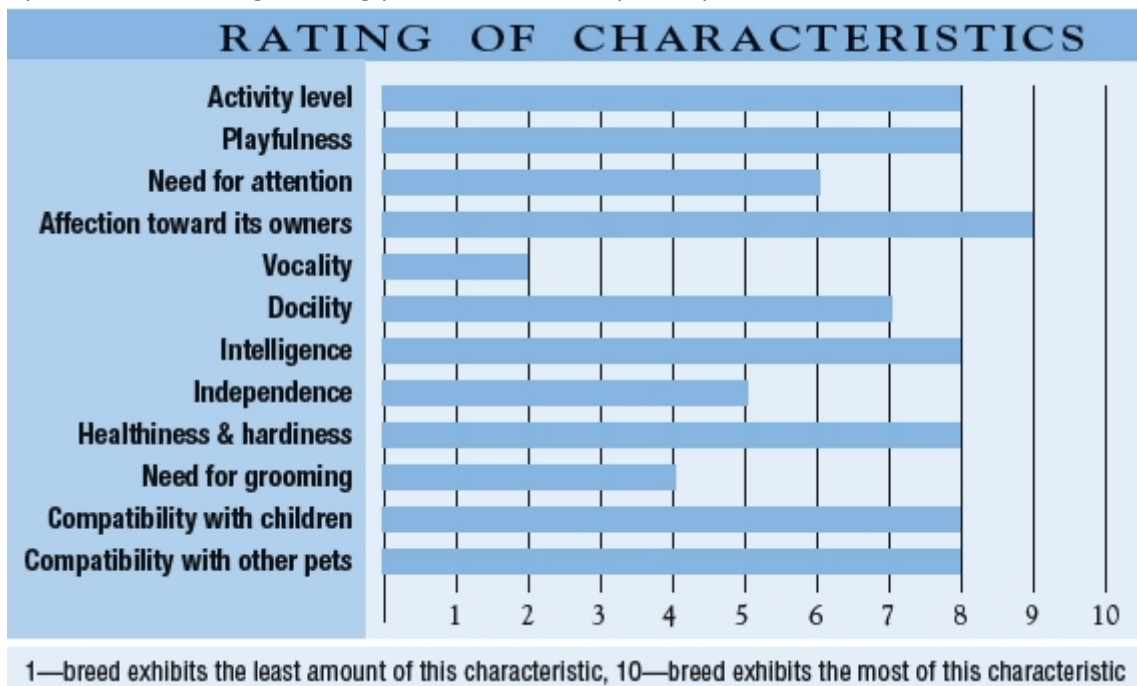 RATING OF CHARACTERISTICS
Activity level
Playfulness
Need for attention
Affection toward its owners
Vocality
Docility
Intelligence
Independence
Healthiness & hardiness
Need for grooming
Compatibility with children
Compatibility with other pets
1 2 3 4 5 6 7 8 9 10
1—breed exhibits the least amount of this characteristic, 10—breed exhibits the most of this characteristic